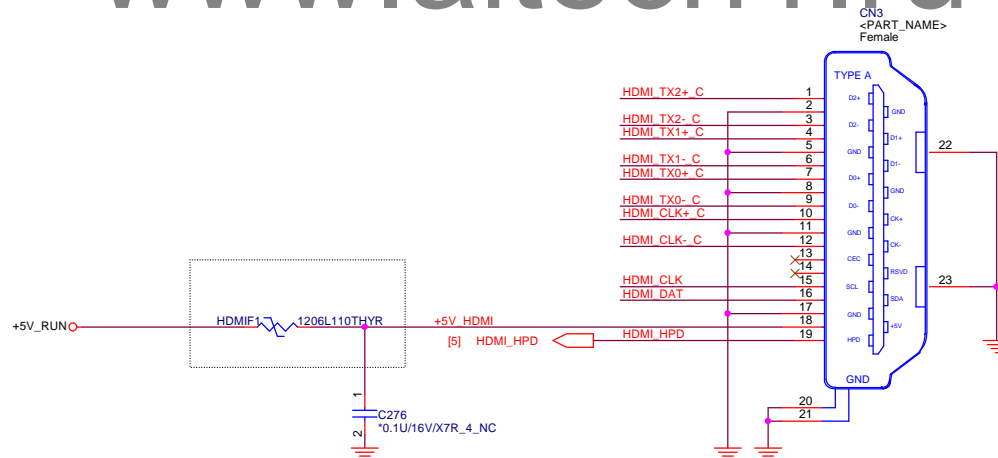 CN3
<PART_NAME>
Female
TYPE A
HDMI_TX2+_C 1 D2+
2 GND
HDMI_TX2-_C 3 D2-
HDMI_TX1+_C 4 D1+
5 GND
HDMI_TX1-_C 6 D1-
HDMI_TX0+_C 7 D0+
8 GND
HDMI_TX0-_C 9 D0-
HDMI_CLK+_C 10 CK+
11 GND
HDMI_CLK-_C 12 CK-
13 CEC
14 RSVD
HDMI_CLK 15 SCL
HDMI_DAT 16 SDA
17 GND
+5V_HDMI 18 +5V
HDMI_HPD 19 HPD
22
23
+5V_RUN HDMIF1 1206L110THYR
[5] HDMI_HPD
GND
20
21
1
C276
*0.1U/16V/X7R_4_NC
2